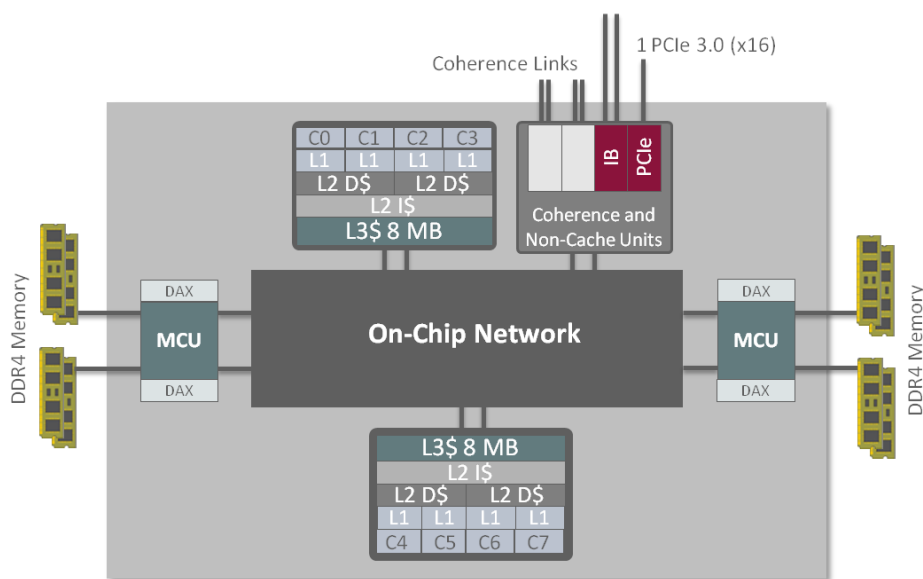 1 PCIe 3.0 (x16)
Coherence Links
C0 C1 C2 C3
L1 L1 L1 L1
L2 D$ L2 D$
L2 I$
L3$ 8 MB
IB PCIe
Coherence and
Non-Cache Units
DDR4 Memory
DAX
MCU
DAX
On-Chip Network
DAX
MCU
DAX
DDR4 Memory
L3$ 8 MB
L2 I$
L2 D$ L2 D$
L1 L1 L1 L1
C4 C5 C6 C7